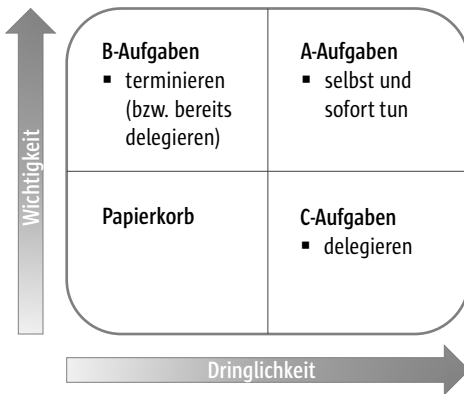 Wichtigkeit
B-Aufgaben
▪ terminieren
(bzw. bereits
delegieren)
A-Aufgaben
▪ selbst und
sofort tun
Papierkorb
C-Aufgaben
▪ delegieren
Dringlichkeit